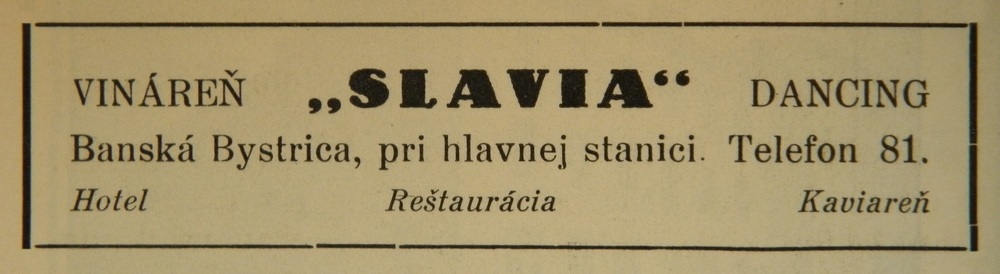 VINÁREŇ „SLAVIA“ DANCING
Banská Bystrica, pri hlavnej stanici. Telefon 81.
Hotel Reštaurácia Kaviareň